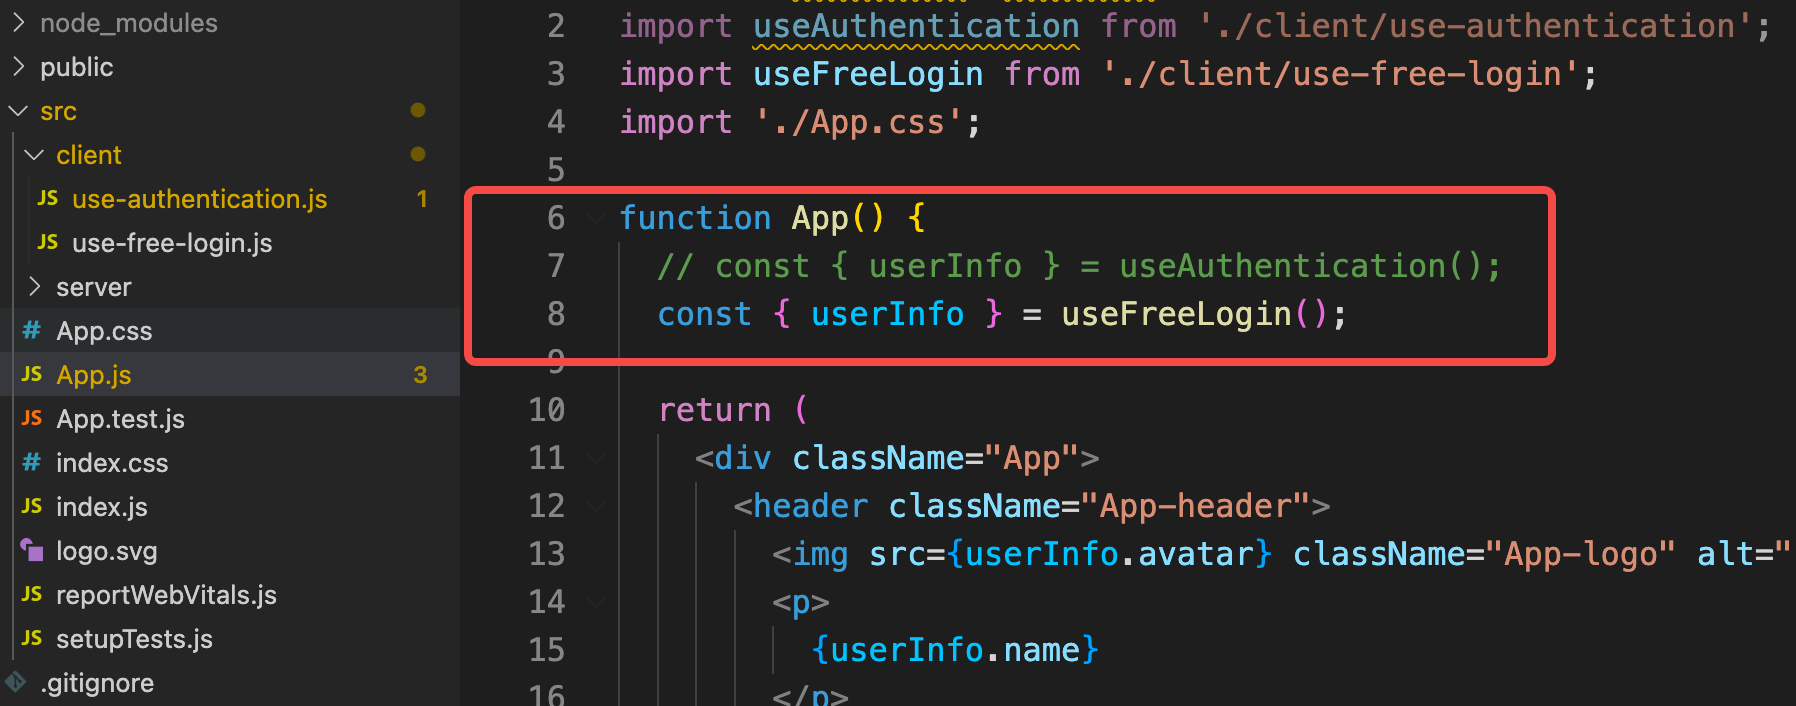 node_modules
public
src
client
JS use-authentication.js 1
JS use-free-login.js
server
# App.css
JS App.js 3
JS App.test.js
# index.css
JS index.js
logo.svg
JS reportWebVitals.js
JS setupTests.js
.gitignore
2 import useAuthentication from './client/use-authentication';
3 import useFreeLogin from './client/use-free-login';
4 import './App.css';
5
6 function App() {
7 // const { userInfo } = useAuthentication();
8 const { userInfo } = useFreeLogin();
9
10 return (
11 <div className="App">
12 <header className="App-header">
13 <img src={userInfo.avatar} className="App-logo" alt="
14 <p>
15 {userInfo.name}
16 </p>